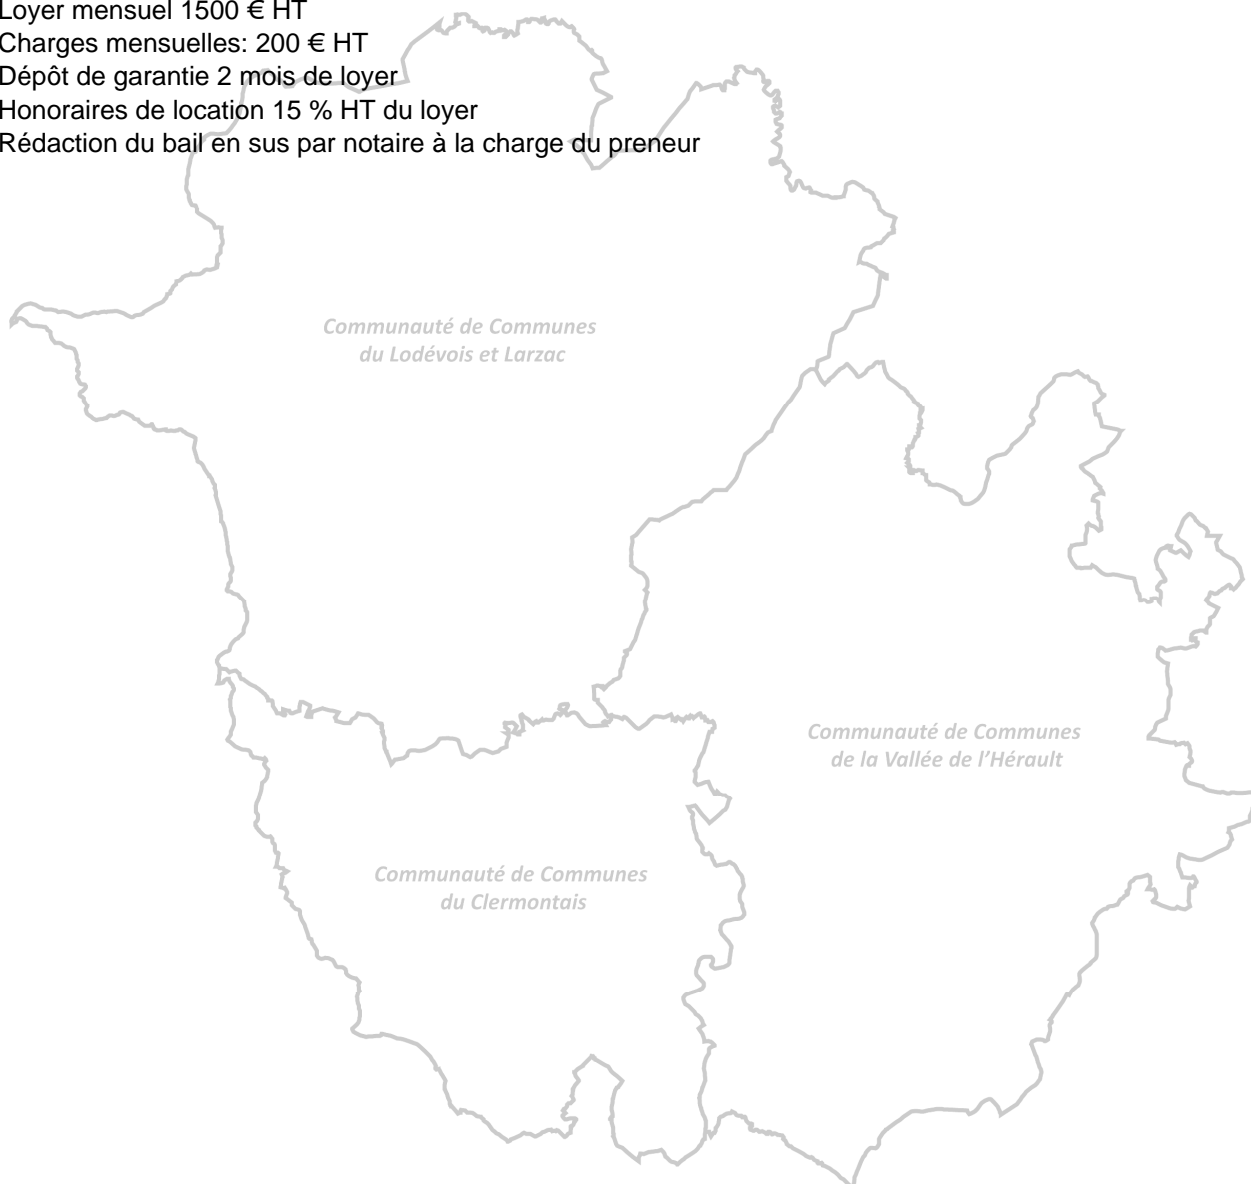 Loyer mensuel 1500 € HT
Charges mensuelles: 200 € HT
Dépôt de garantie 2 mois de loyer
Honoraires de location 15 % HT du loyer
Rédaction du bail en sus par notaire à la charge du preneur
Communauté de Communes
du Lodévois et Larzac
Communauté de Communes
de la Vallée de l’Hérault
Communauté de Communes
du Clermontais